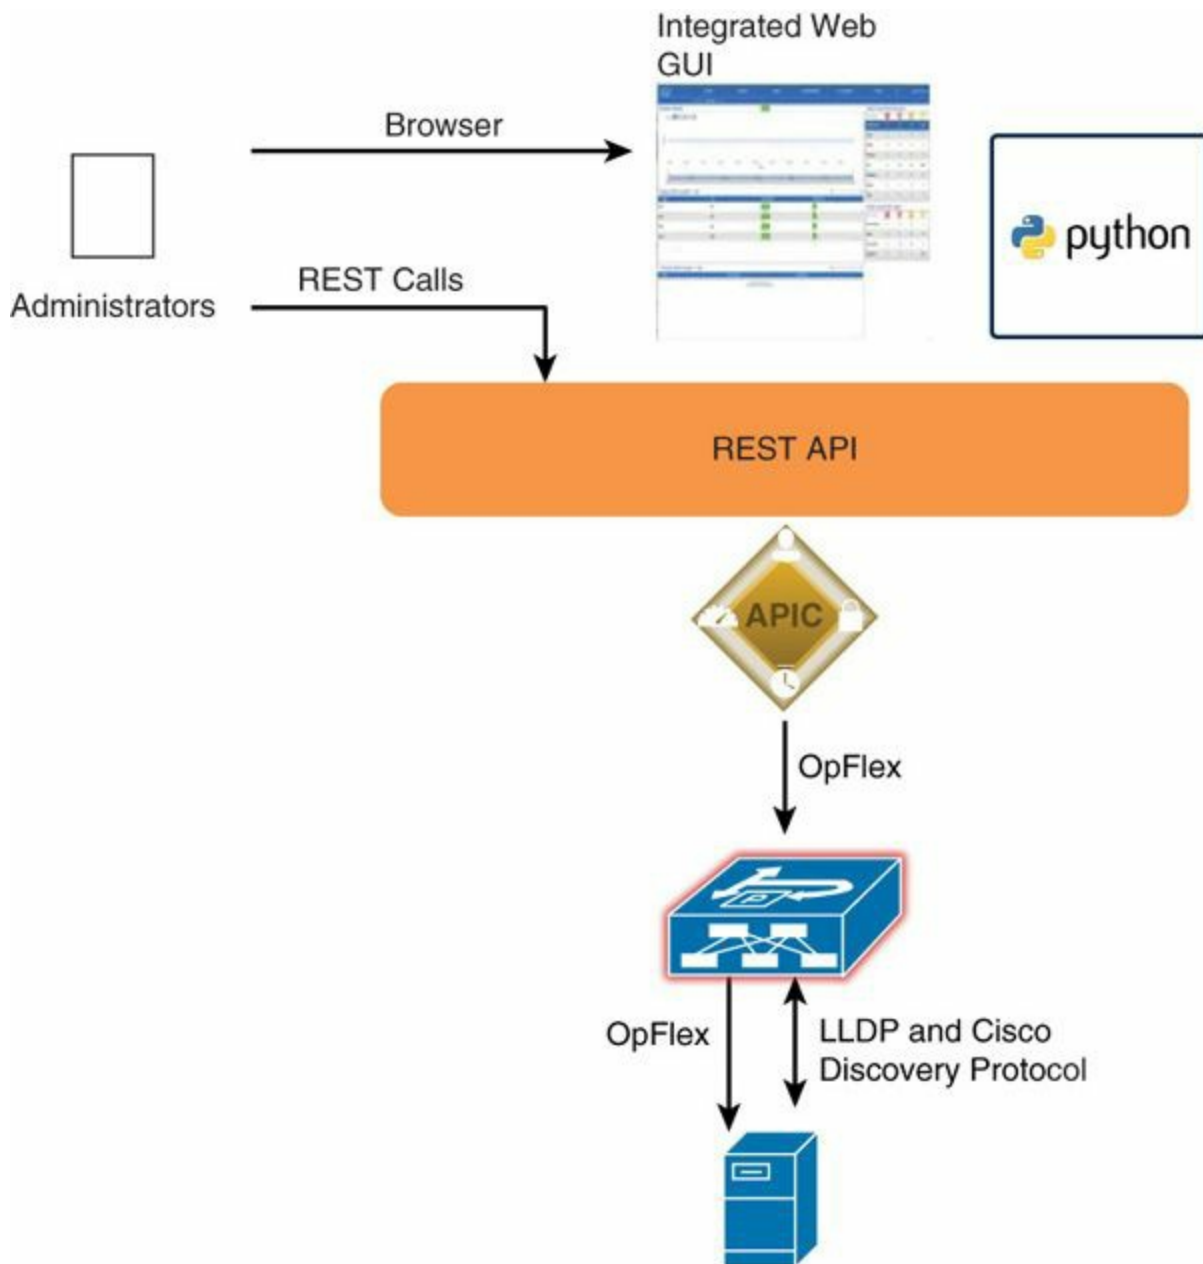 Integrated Web
GUI
Browser
python
REST Calls
Administrators
REST API
APIC
OpFlex
P
OpFlex
LLDP and Cisco
Discovery Protocol